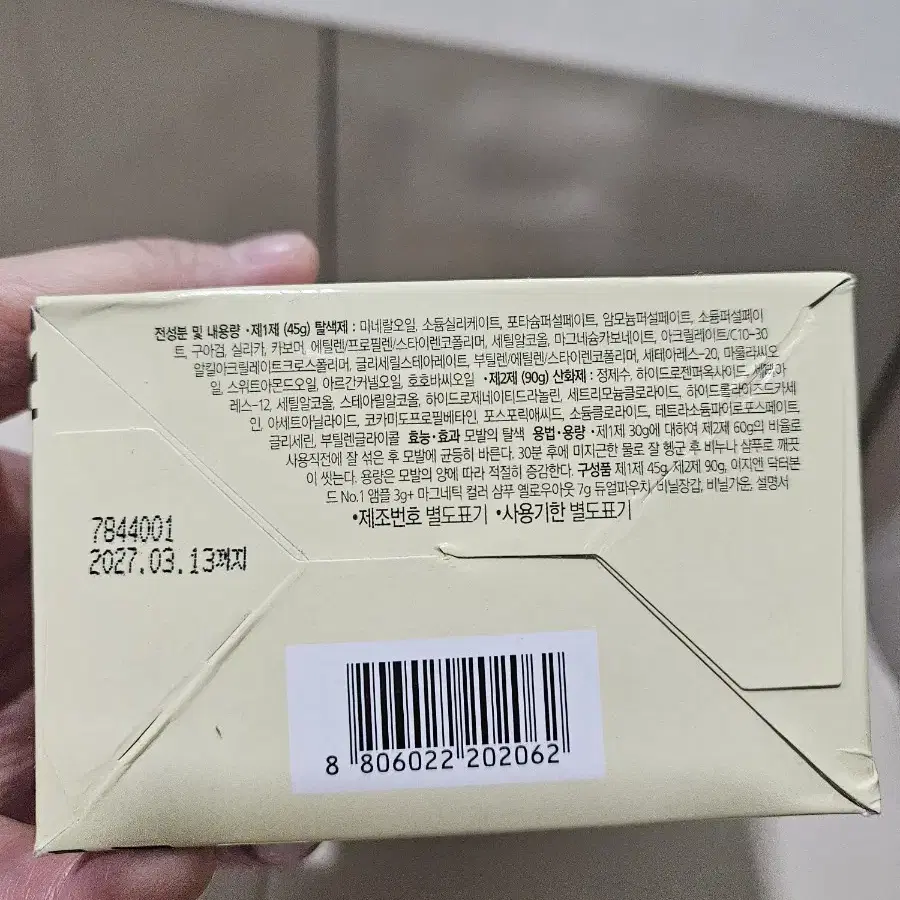 전성분 및 내용량 •제1제 (45g) 탈색제 : 미네랄오일, 소듐실리케이트, 포타슘퍼설페이트, 암모늄퍼설페이트, 소듐퍼설페이
트, 구아검, 실리카, 카보머, 에틸렌/프로필렌/스타이렌코폴리머, 세틸알코올, 마그네슘카보네이트, 아크릴레이트/C10-30
알킬아크릴레이트크로스폴리머, 글리세릴스테아레이트, 부틸렌/에틸렌/스타이렌코폴리머, 세테아레스-20, 마룰라씨오
일, 스위트아몬드오일, 아르간커널오일, 호호바씨오일 •제2제 (90g) 산화제 : 정제수, 하이드로젠퍼옥사이드,
레스-12, 세틸알코올, 스테아릴알코올, 하이드로제네이티드라놀린, 세트리모늄클로라이드, 하이드롤라이즈드카세
인, 아세트아닐라이드, 코카미도프로필베타인, 포스포릭애씨드, 소듐클로라이드, 테트라소듐파이로포스페이트,
글리세린, 부틸렌글라이콜 효능•효과 모발의 탈색 용법•용량 •제1제 30g에 대하여 제2제 60g의 비율로
사용직전에 잘 섞은 후 모발에 균등히 바른다. 30분 후에 미지근한 물로 잘 헹군 후 비누나 샴푸로 깨끗
이 씻는다. 용량은 모발의 양에 따라 적절히 증감한다. 구성품 제1제 45g, 제2제 90g, 이지엔 닥터본
드 No.1 앰플 3g+ 마그네틱 컬러 샴푸 옐로우아웃 7g 듀얼파우치, 비닐장갑, 비닐가운, 설명서
•제조번호 별도표기 •사용기한 별도표기
7844001
2027.03.13까지
8 806022 202062